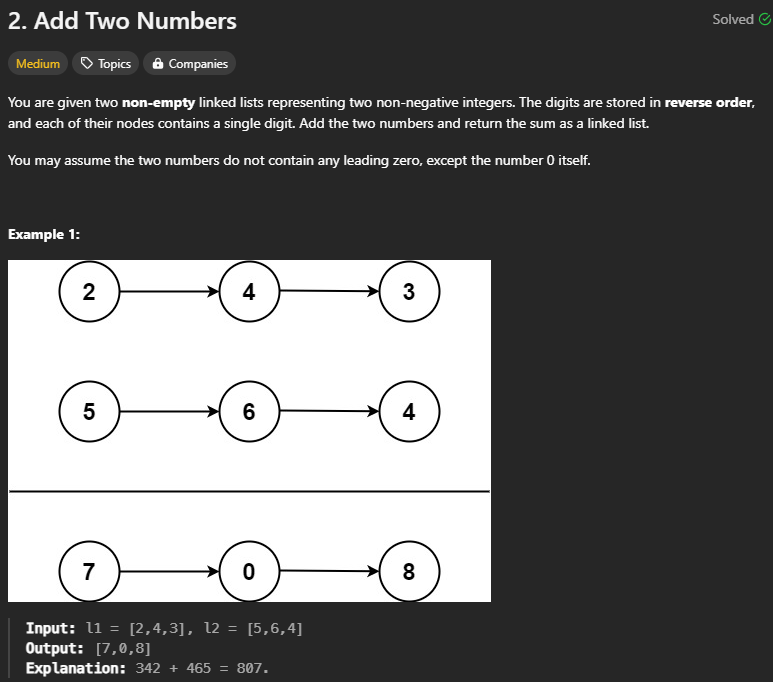 2. Add Two Numbers
Solved
Medium
Topics
Companies
You are given two non-empty linked lists representing two non-negative integers. The digits are stored in reverse order,
and each of their nodes contains a single digit. Add the two numbers and return the sum as a linked list.
You may assume the two numbers do not contain any leading zero, except the number 0 itself.
Example 1:
2 4 3
5 6 4
7 0 8
Input: l1 = [2,4,3], l2 = [5,6,4]
Output: [7,0,8]
Explanation: 342 + 465 = 807.